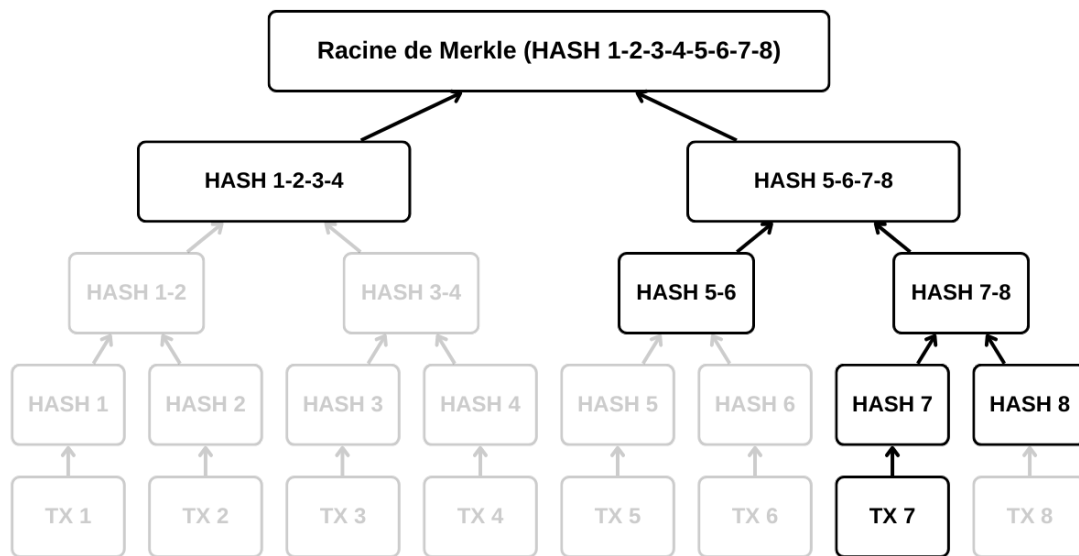 Racine de Merkle (HASH 1-2-3-4-5-6-7-8)
HASH 1-2-3-4
HASH 5-6-7-8
HASH 1-2
HASH 3-4
HASH 5-6
HASH 7-8
HASH 1
HASH 2
HASH 3
HASH 4
HASH 5
HASH 6
HASH 7
HASH 8
TX 1
TX 2
TX 3
TX 4
TX 5
TX 6
TX 7
TX 8